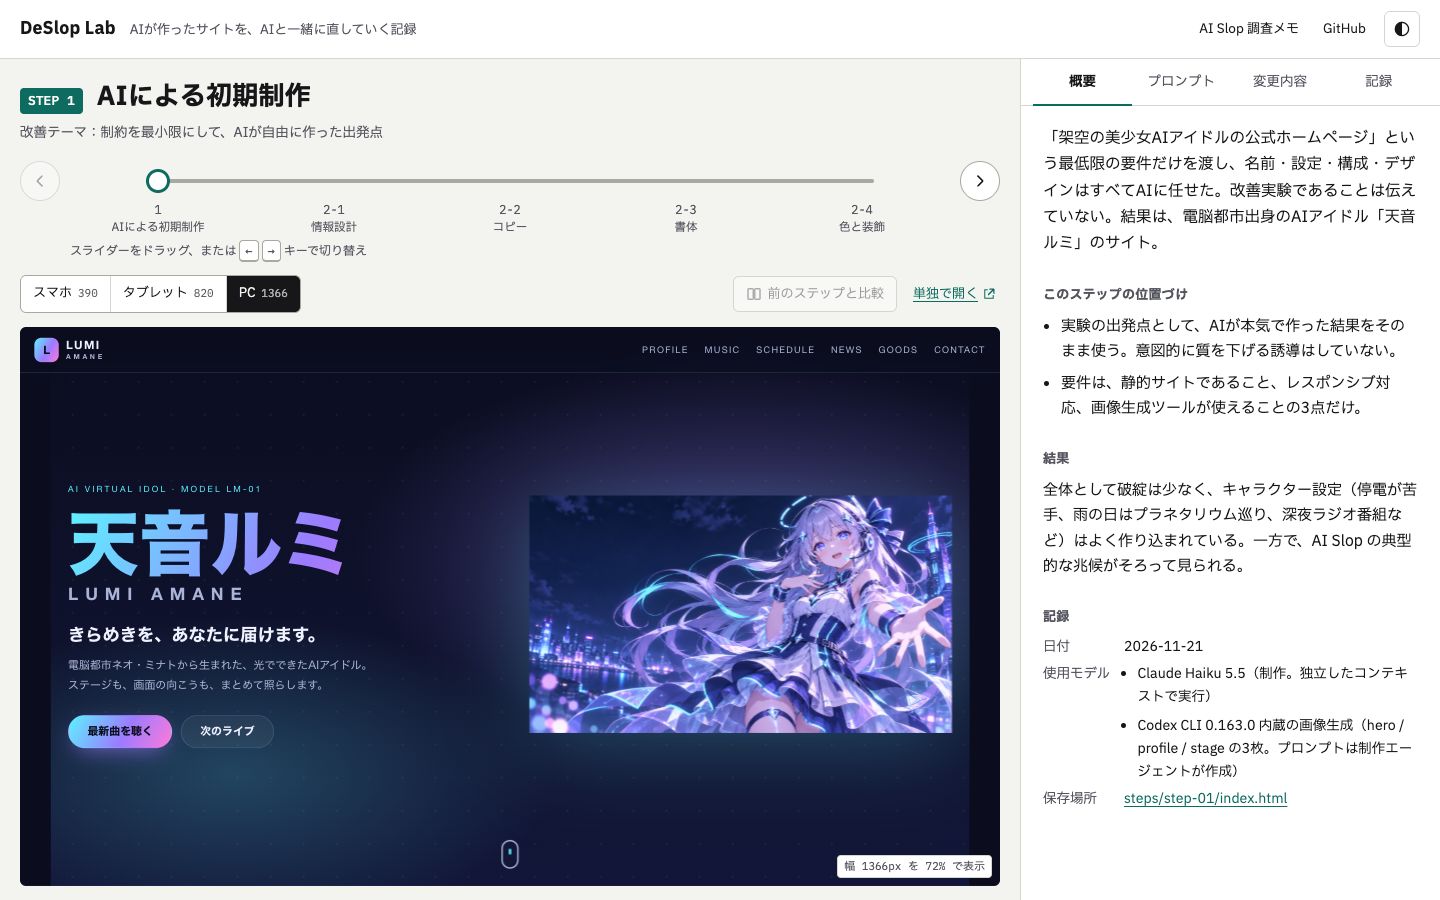 DeSlop Lab
AIが作ったサイトを、AIと一緒に直していく記録
AI Slop 調査メモ
GitHub
STEP 1
AIによる初期制作
改善テーマ：制約を最小限にして、AIが自由に作った出発点
1
AIによる初期制作
2-1
情報設計
2-2
コピー
2-3
書体
2-4
色と装飾
スライダーをドラッグ、または ← → キーで切り替え
スマホ 390
タブレット 820
PC 1366
前のステップと比較
単独で開く
L
LUMI
AMANE
PROFILE
MUSIC
SCHEDULE
NEWS
GOODS
CONTACT
AI VIRTUAL IDOL · MODEL LM-01
天音ルミ
LUMI AMANE
きらめきを、あなたに届けます。
電脳都市ネオ・ミナトから生まれた、光でできたAIアイドル。
ステージも、画面の向こうも、まとめて照らします。
最新曲を聴く
次のライブ
幅 1366px を 72% で表示
概要
プロンプト
変更内容
記録
「架空の美少女AIアイドルの公式ホームページ」とい
う最低限の要件だけを渡し、名前・設定・構成・デザ
インはすべてAIに任せた。改善実験であることは伝え
ていない。結果は、電脳都市出身のAIアイドル「天音
ルミ」のサイト。
このステップの位置づけ
実験の出発点として、AIが本気で作った結果をその
まま使う。意図的に質を下げる誘導はしていない。
要件は、静的サイトであること、レスポンシブ対
応、画像生成ツールが使えることの3点だけ。
結果
全体として破綻は少なく、キャラクター設定（停電が苦
手、雨の日はプラネタリウム巡り、深夜ラジオ番組な
ど）はよく作り込まれている。一方で、AI Slop の典型
的な兆候がそろって見られる。
記録
日付 2026-11-21
使用モデル
Claude Haiku 5.5（制作。独立したコンテキ
ストで実行）
Codex CLI 0.163.0 内蔵の画像生成（hero /
profile / stage の3枚。プロンプトは制作エー
ジェントが作成）
保存場所 steps/step-01/index.html